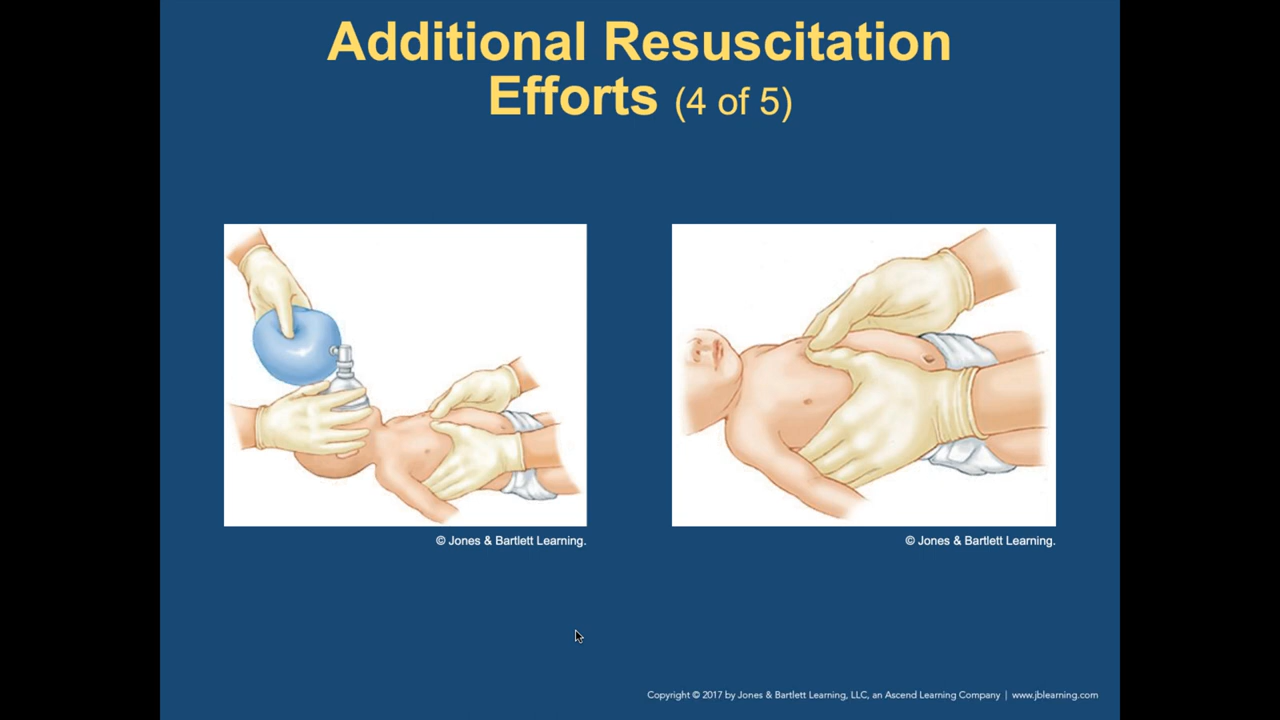 Additional Resuscitation
Efforts (4 of 5)
© Jones & Bartlett Learning.
© Jones & Bartlett Learning.
Copyright © 2017 by Jones & Bartlett Learning, LLC, an Ascend Learning Company | www.jblearning.com